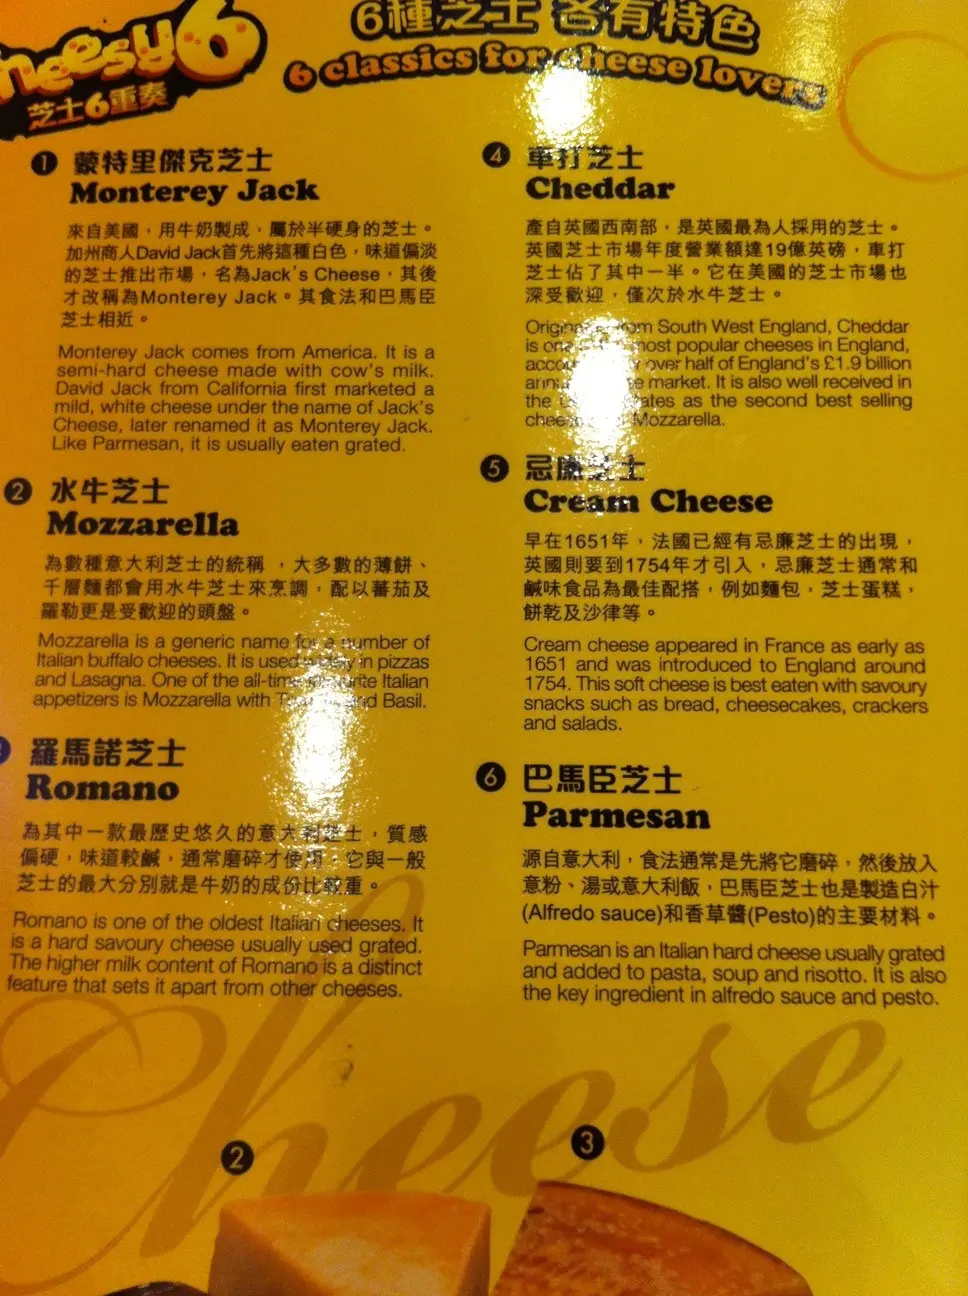 6種芝士 各有特色
6 classics for cheese lovers
芝士6重奏
1 蒙特里傑克芝士
Monterey Jack
來自美國，用牛奶製成，屬於半硬身的芝士。
加州商人David Jack首先將這種白色，味道偏淡
的芝士推出市場，名為Jack's Cheese，其後
才改稱為Monterey Jack。其食法和巴馬臣
芝士相近。
Monterey Jack comes from America. It is a
semi-hard cheese made with cow's milk.
David Jack from California first marketed a
mild, white cheese under the name of Jack's
Cheese, later renamed it as Monterey Jack.
Like Parmesan, it is usually eaten grated.
2 水牛芝士
Mozzarella
為數種意大利芝士的統稱，大多數的薄餅、
千層麵都會用水牛芝士來烹調，配以蕃茄及
羅勒更是受歡迎的頭盤。
Mozzarella is a generic name for a number of
Italian buffalo cheeses. It is used in pizzas
and Lasagna. One of the all-time Italian
appetizers is Mozzarella with and Basil.
羅馬諾芝士
Romano
為其中一款最歷史悠久的意大利芝士，質感
偏硬，味道較鹹，通常磨碎才使用。它與一般
芝士的最大分別就是牛奶的成份比較重。
Romano is one of the oldest Italian cheeses. It
is a hard savoury cheese usually used grated.
The higher milk content of Romano is a distinct
feature that sets it apart from other cheeses.
4 車打芝士
Cheddar
產自英國西南部，是英國最為人採用的芝士。
英國芝士市場年度營業額達19億英磅，車打
芝士佔了其中一半。它在美國的芝士市場也
深受歡迎，僅次於水牛芝士。
from South West England, Cheddar
is most popular cheeses in England,
over half of England's £1.9 billion
market. It is also well received in
the as the second best selling
Mozzarella.
5 忌廉芝士
Cream Cheese
早在1651年，法國已經有忌廉芝士的出現，
英國則要到1754年才引入，忌廉芝士通常和
鹹味食品為最佳配搭，例如麵包，芝士蛋糕，
餅乾及沙律等。
Cream cheese appeared in France as early as
1651 and was introduced to England around
1754. This soft cheese is best eaten with savoury
snacks such as bread, cheesecakes, crackers
and salads.
6 巴馬臣芝士
Parmesan
源自意大利，食法通常是先將它磨碎，然後放入
意粉、湯或意大利飯，巴馬臣芝士也是製造白汁
(Alfredo sauce)和香草醬(Pesto)的主要材料。
Parmesan is an Italian hard cheese usually grated
and added to pasta, soup and risotto. It is also
the key ingredient in alfredo sauce and pesto.
Cheese
2
3